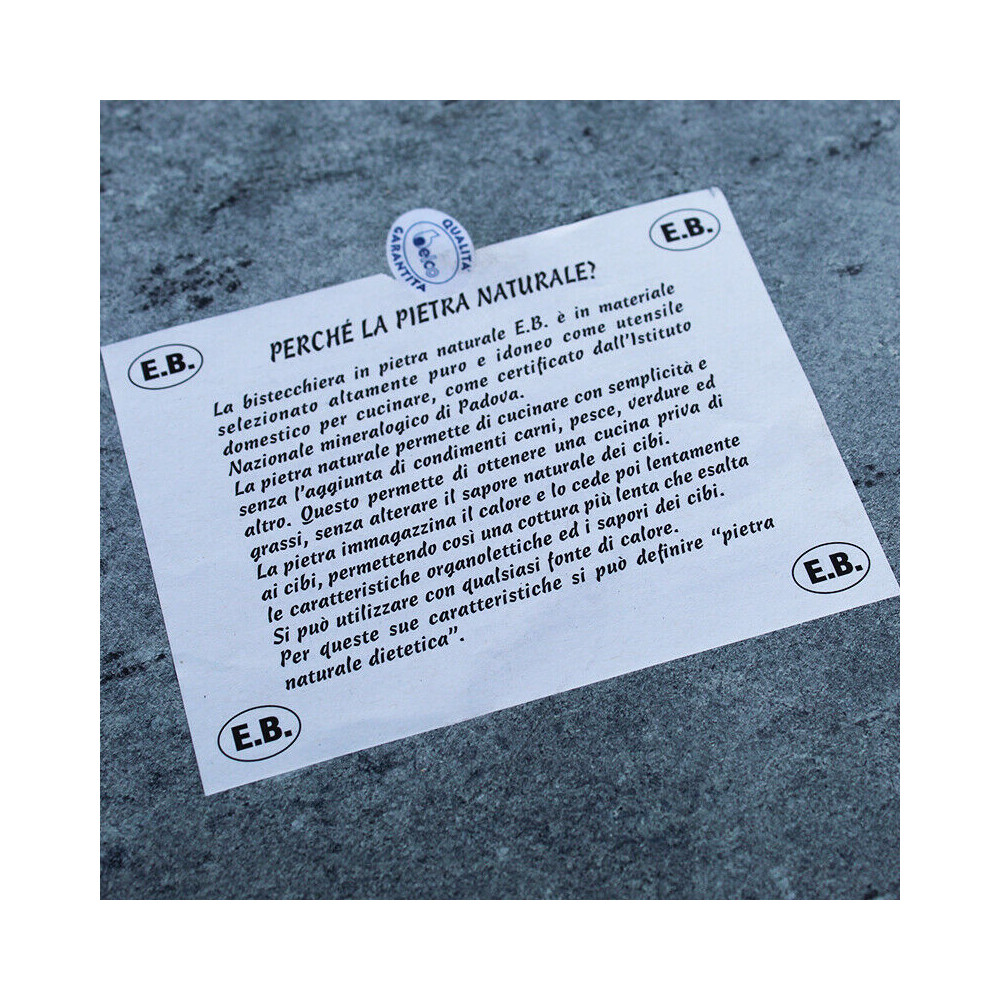 QUALITÀ
GARANTITA
E.B.
E.B.
PERCHÉ LA PIETRA NATURALE?
La bistecchiera in pietra naturale E.B. è in materiale
selezionato altamente puro e idoneo come utensile
domestico per cucinare, come certificato dall'Istituto
Nazionale mineralogico di Padova.
La pietra naturale permette di cucinare con semplicità e
senza l'aggiunta di condimenti carni, pesce, verdure ed
altro. Questo permette di ottenere una cucina priva di
grassi, senza alterare il sapore naturale dei cibi.
La pietra immagazzina il calore e lo cede poi lentamente
ai cibi, permettendo così una cottura più lenta che esalta
le caratteristiche organolettiche ed i sapori dei cibi.
Si può utilizzare con qualsiasi fonte di calore.
Per queste sue caratteristiche si può definire "pietra
naturale dietetica".
E.B.
E.B.